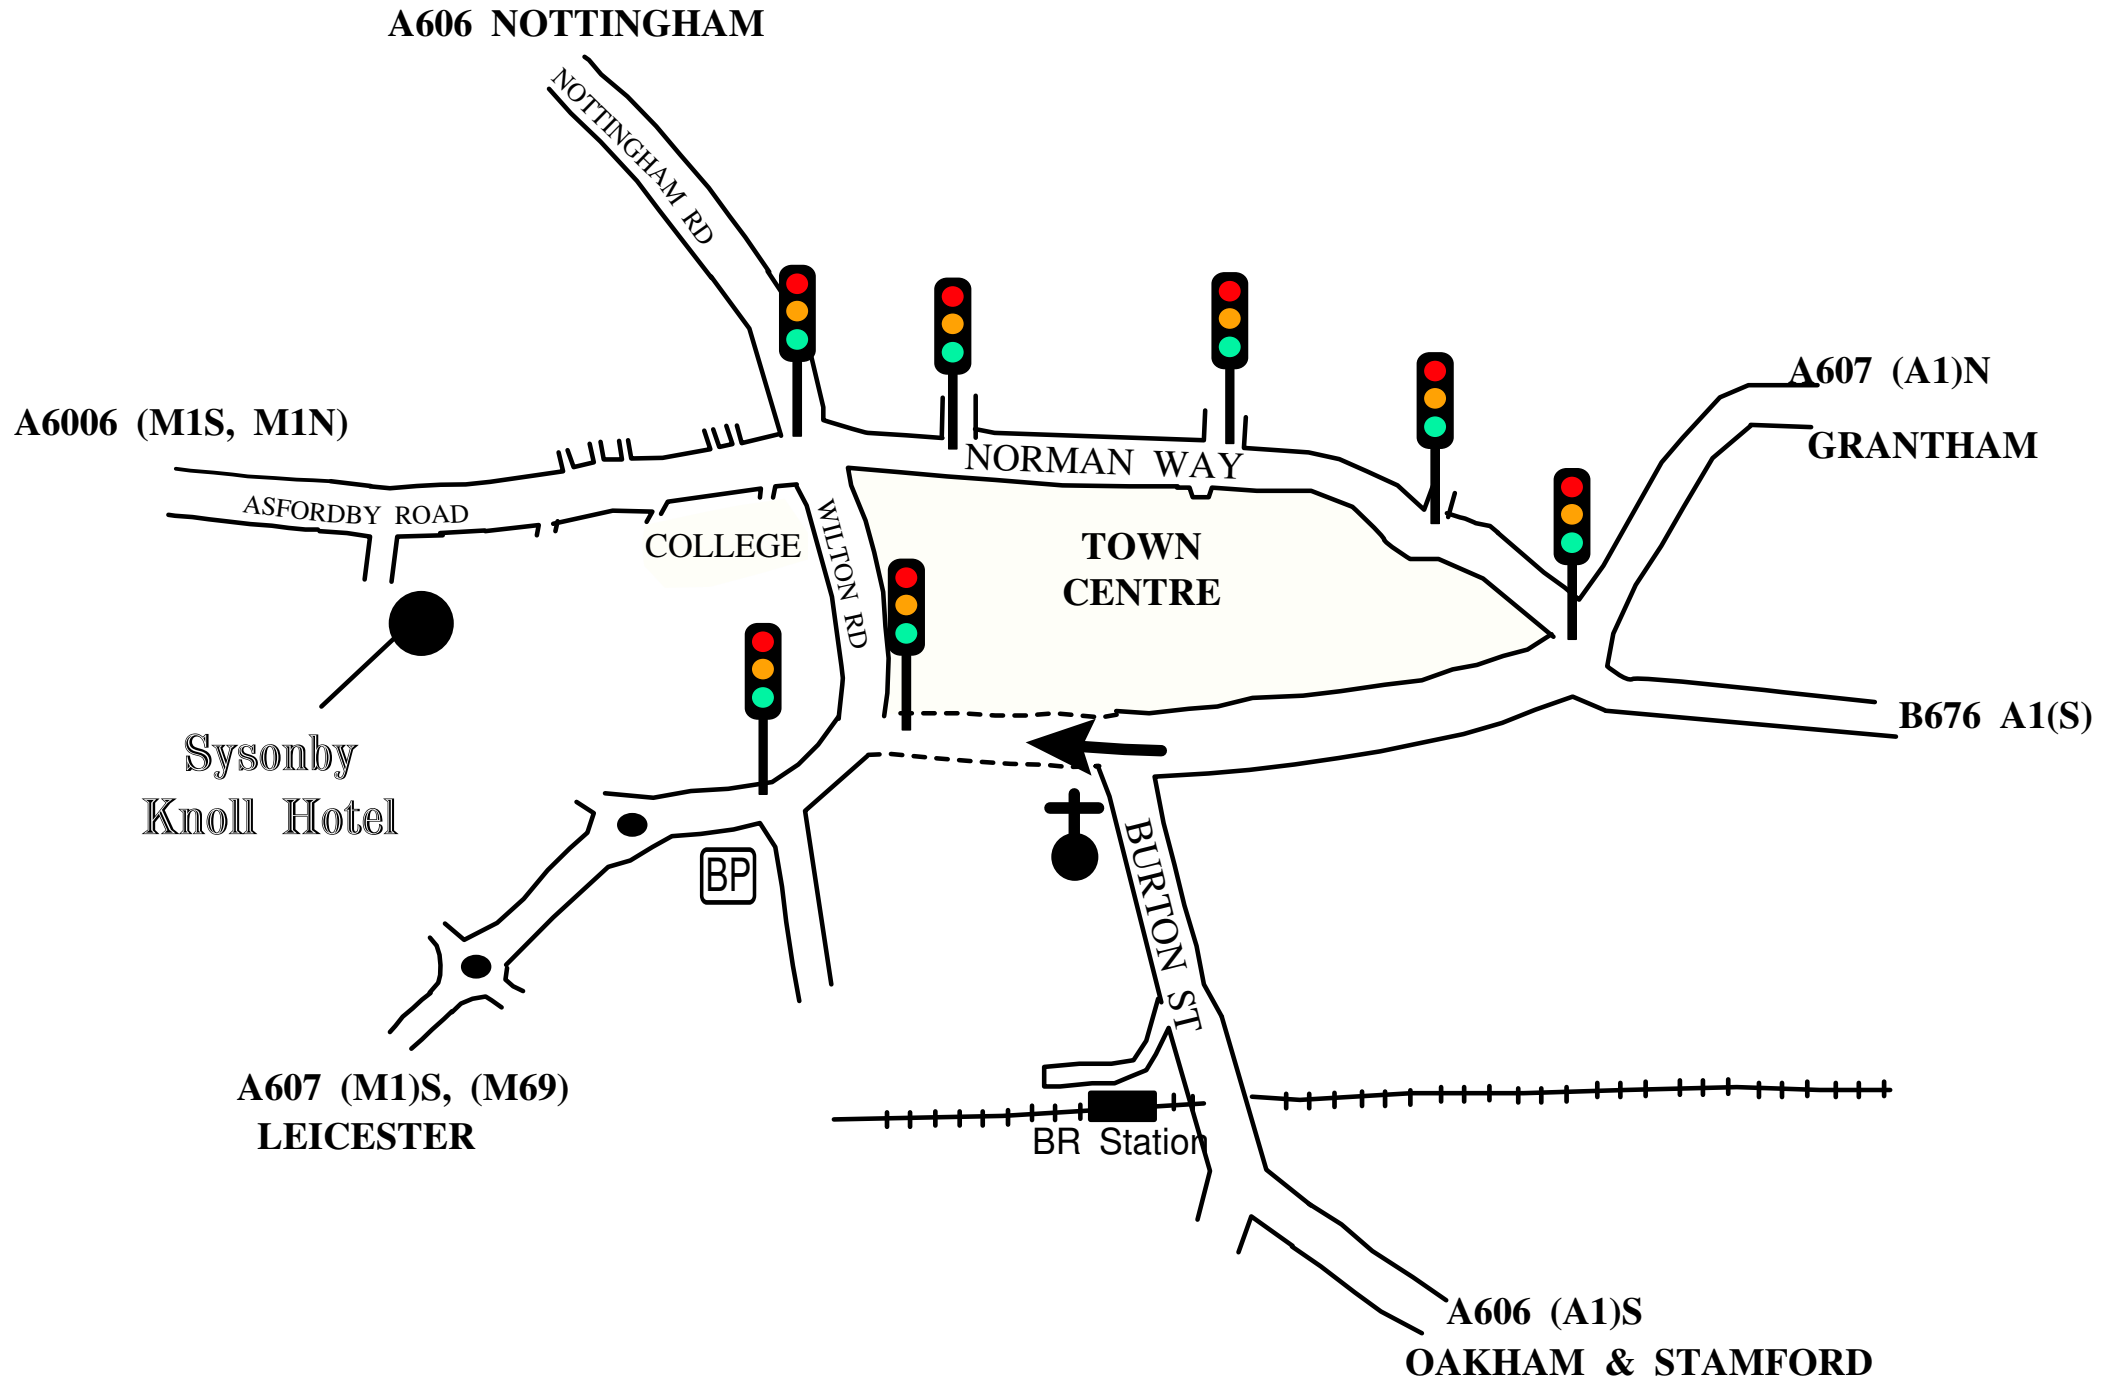 A606 NOTTINGHAM
NOTTINGHAM RD
A607 (A1)N
GRANTHAM
A6006 (M1S, M1N)
NORMAN WAY
ASFORDBY ROAD
COLLEGE
WILTON RD
TOWN
CENTRE
B676 A1(S)
Sysonby
Knoll Hotel
BP
BURTON ST
A607 (M1)S, (M69)
LEICESTER
BR Station
A606 (A1)S
OAKHAM & STAMFORD